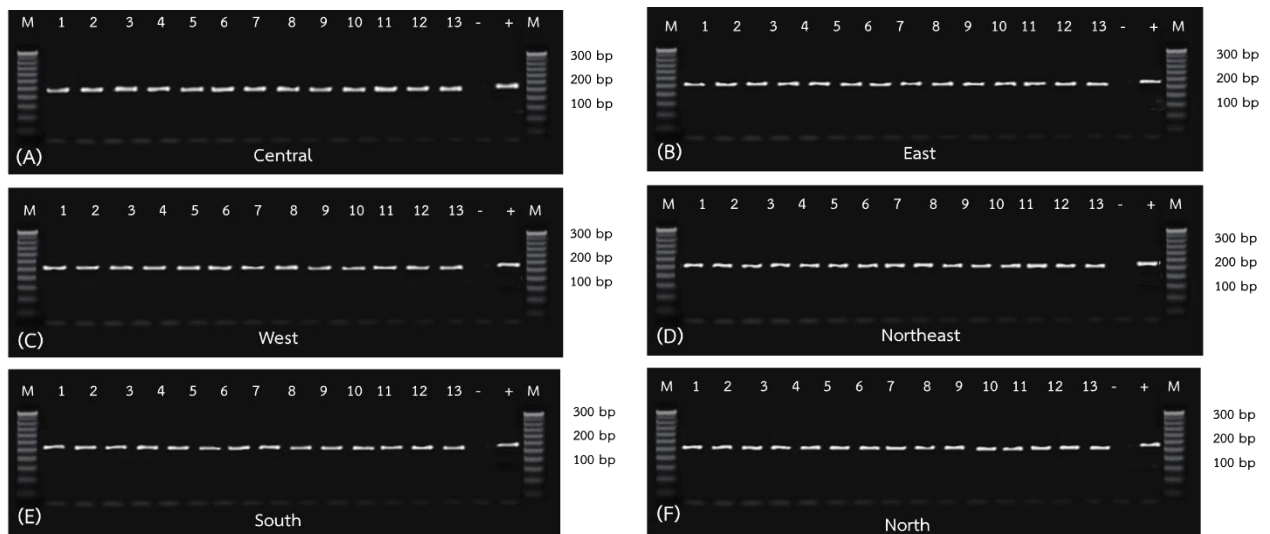 M 1 2 3 4 5 6 7 8 9 10 11 12 13 - + M
300 bp
200 bp
100 bp
(A)
Central
M 1 2 3 4 5 6 7 8 9 10 11 12 13 - + M
300 bp
200 bp
100 bp
(B)
East
M 1 2 3 4 5 6 7 8 9 10 11 12 13 - + M
300 bp
200 bp
100 bp
(C)
West
M 1 2 3 4 5 6 7 8 9 10 11 12 13 - + M
300 bp
200 bp
100 bp
(D)
Northeast
M 1 2 3 4 5 6 7 8 9 10 11 12 13 - + M
300 bp
200 bp
100 bp
(E)
South
M 1 2 3 4 5 6 7 8 9 10 11 12 13 - + M
300 bp
200 bp
100 bp
(F)
North